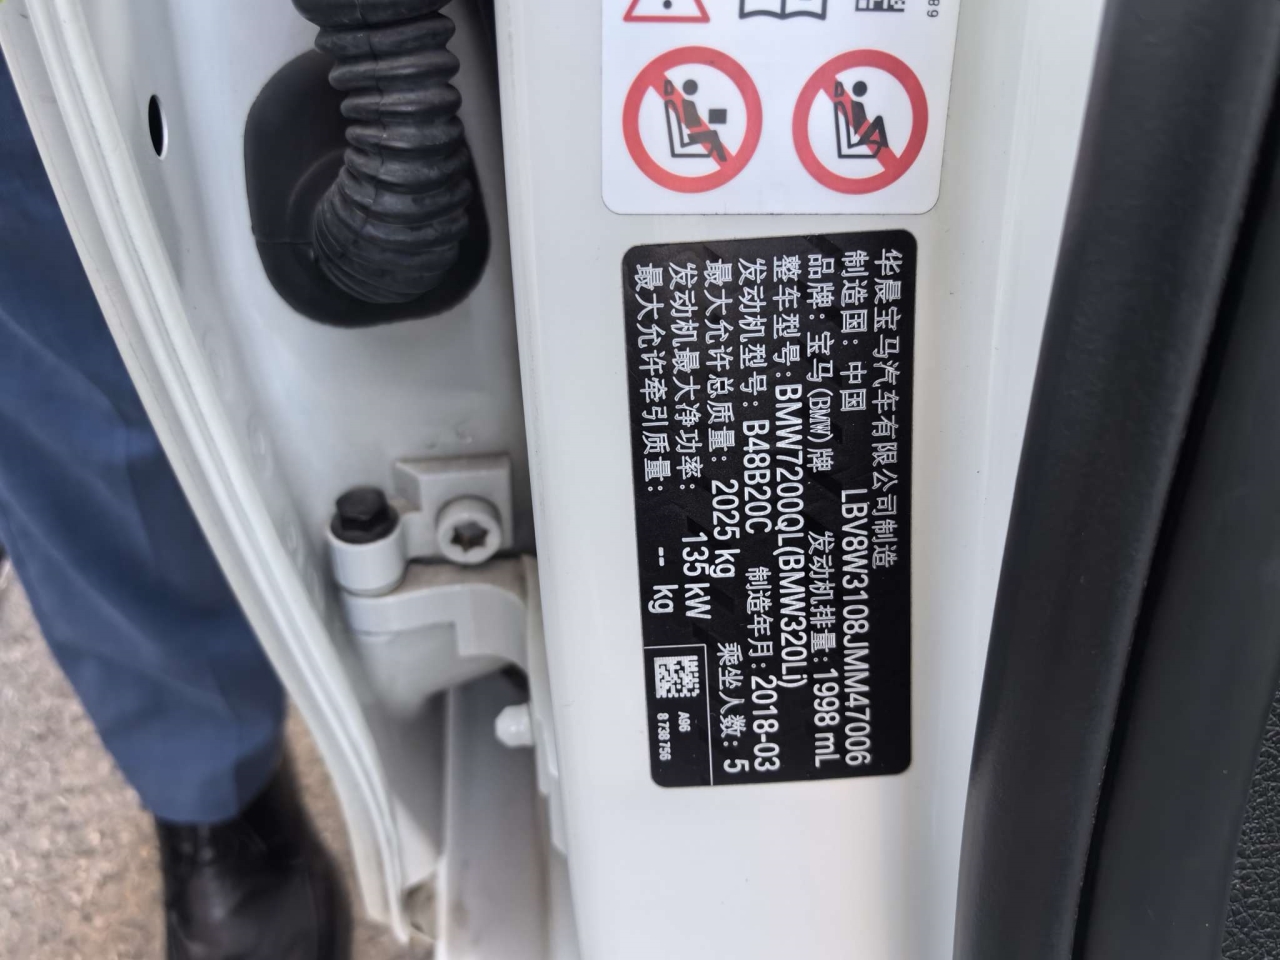 华晨宝马汽车有限公司制造
制造国：中国 LBV8W3108JMM47006
品牌：宝马(BMW)牌 发动机排量：1998 mL
整车型号：BMW7200QL(BMW320Li)
发动机型号：B48B20C 制造年月：2018-03
最大允许总质量：2025 kg 乘坐人数：5
发动机最大净功率：135 kW
最大允许牵引质量：-- kg
A96
8 738 756